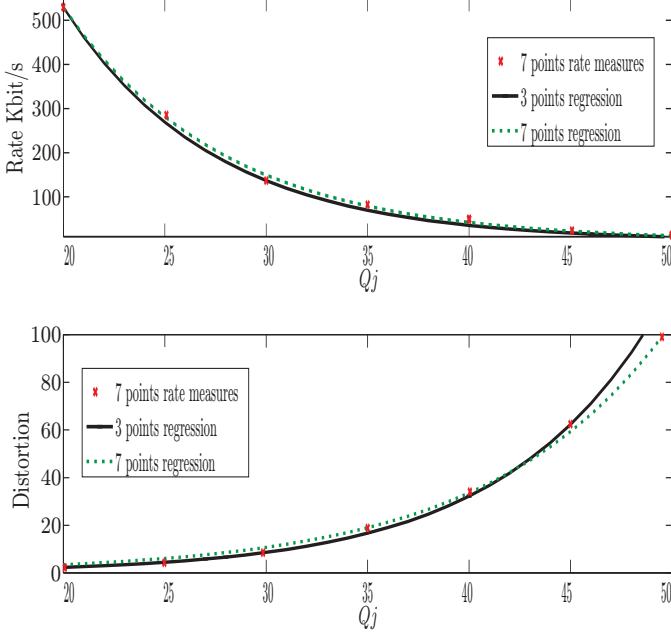 500
400
300
200
100
Rate Kbit/s
7 points rate measures
3 points regression
7 points regression
20 25 30 35 40 45 50
Qj
100
80
60
40
20
0
Distortion
7 points rate measures
3 points regression
7 points regression
20 25 30 35 40 45 50
Qj